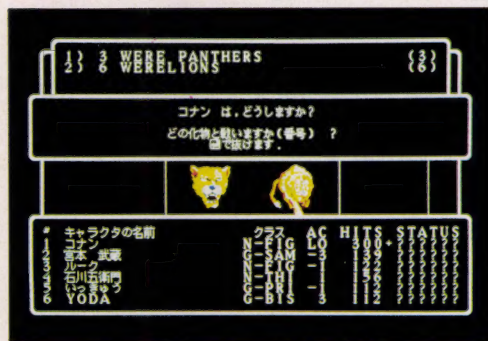 1) 3 WERE PANTHERS (3)
2) 6 WERELIONS (6)
コナン は,どうしますか?
どの化物と戦いますか(番号) ?
で抜けます.
# キャラクタの名前 クラス AC HITS STATUS
1 コナン N-FIG LO 300+??????
2 宮本 武蔵 G-SAM -3 139 ??????
3 ルーク N-FIG -1 ??????
4 石川五衛門 N-THI ??????
5 いっきゅう G-PRI -1 ??????
6 YODA G-BIS 3 112 ??????